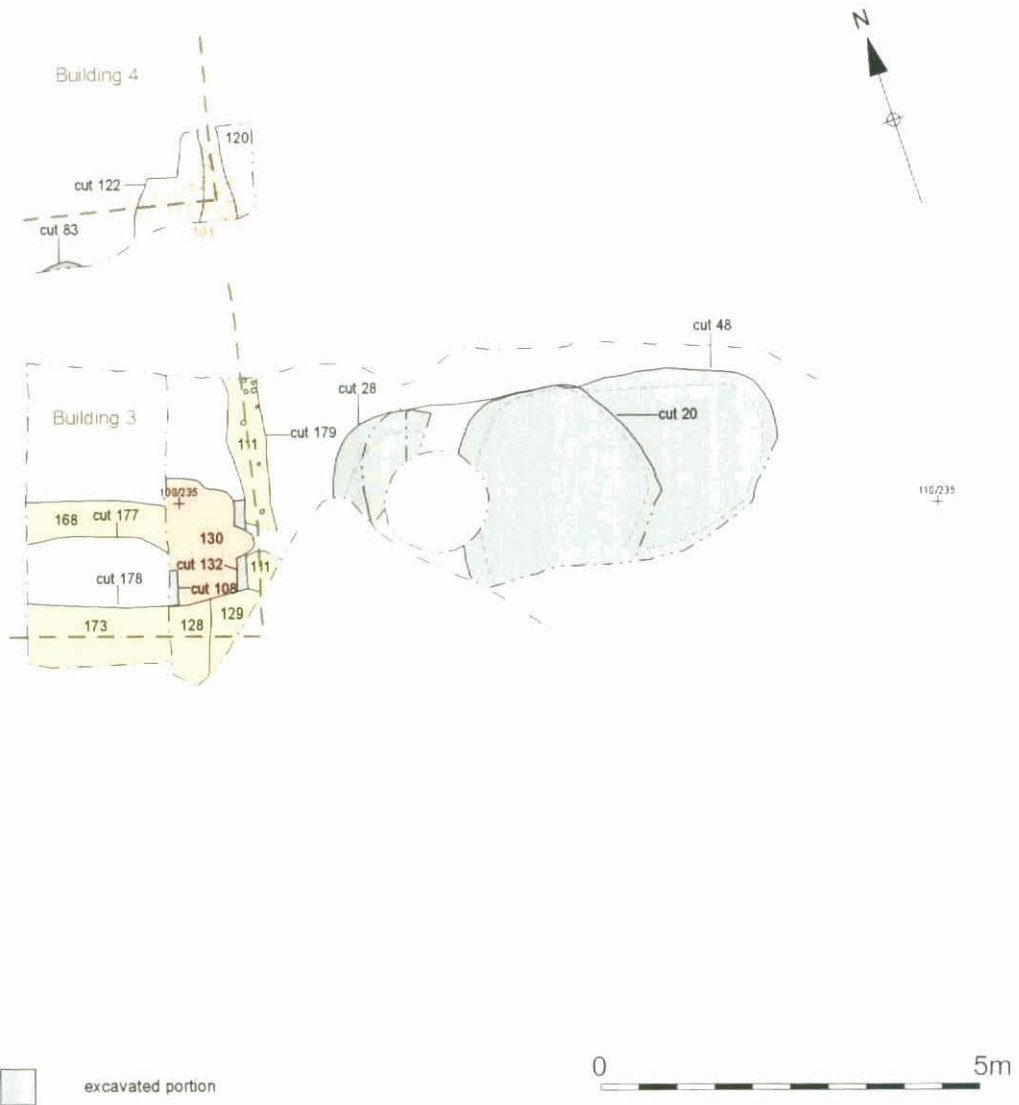 N
Building 4
120
cut 122
cut 83
101
cut 48
cut 28
cut 20
Building 3
cut 179
111
100/235
110/235
168
cut 177
130
cut 132
111
cut 178
cut 108
129
173
128
0
5m
excavated portion